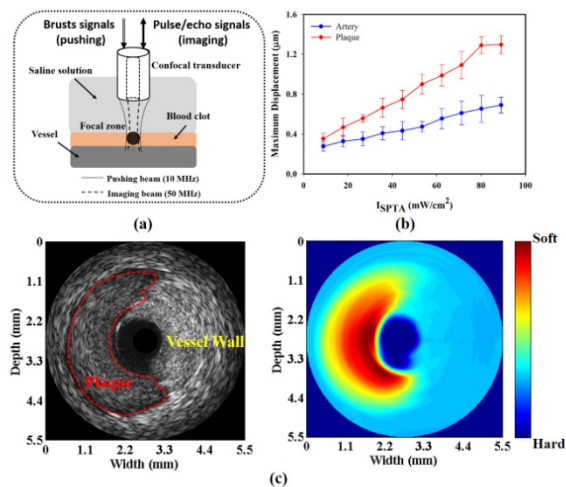 (a)
Brusts signals
(pushing)
Pulse/echo signals
(imaging)
Confocal transducer
Saline solution
Blood clot
Focal zone
Vessel
Pushing beam (10 MHz)
Imaging beam (50 MHz)
(a)
(b)
Maximum Displacement (µm)
1.6
1.2
0.8
0.4
0.0
Artery
Plaque
0 20 40 60 80 100
I_SPTA (mW/cm²)
(b)
Depth (mm)
0
1.1
2.2
3.3
4.4
5.5
Vessel Wall
Plaque
0 1.1 2.2 3.3 4.4 5.5
Width (mm)
Depth (mm)
0
1.1
2.2
3.3
4.4
5.5
0 1.1 2.2 3.3 4.4 5.5
Width (mm)
Soft
Hard
(c)